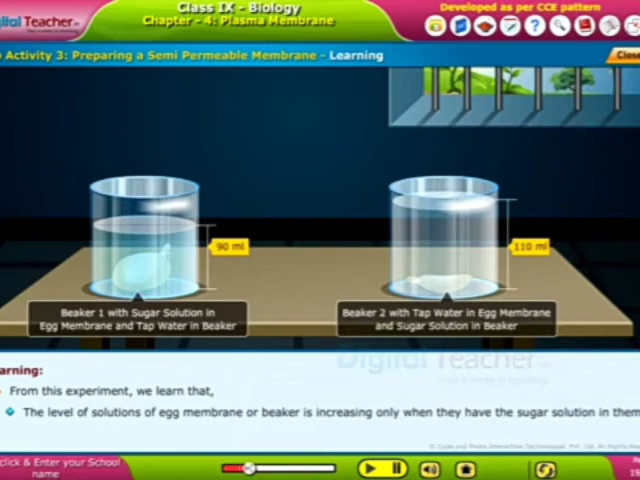 Digital Teacher
Class IX - Biology
Chapter - 4: Plasma Membrane
Developed as per CCE pattern
Activity 3: Preparing a Semi Permeable Membrane - Learning
Close
90 ml
110 ml
Beaker 1 with Sugar Solution in
Egg Membrane and Tap Water in Beaker
Beaker 2 with Tap Water in Egg Membrane
and Sugar Solution in Beaker
Digital Teacher
arning:
From this experiment, we learn that,
The level of solutions of egg membrane or beaker is increasing only when they have the sugar solution in them
click & Enter your School
name